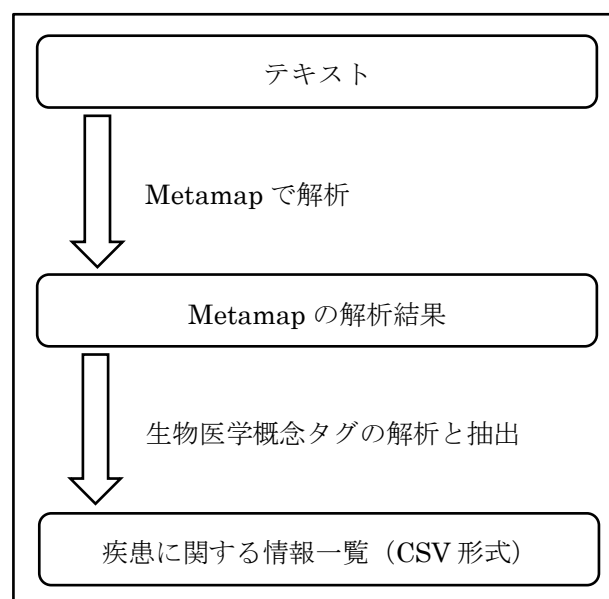 テキスト
Metamap で解析
Metamap の解析結果
生物医学概念タグの解析と抽出
疾患に関する情報一覧（CSV 形式）